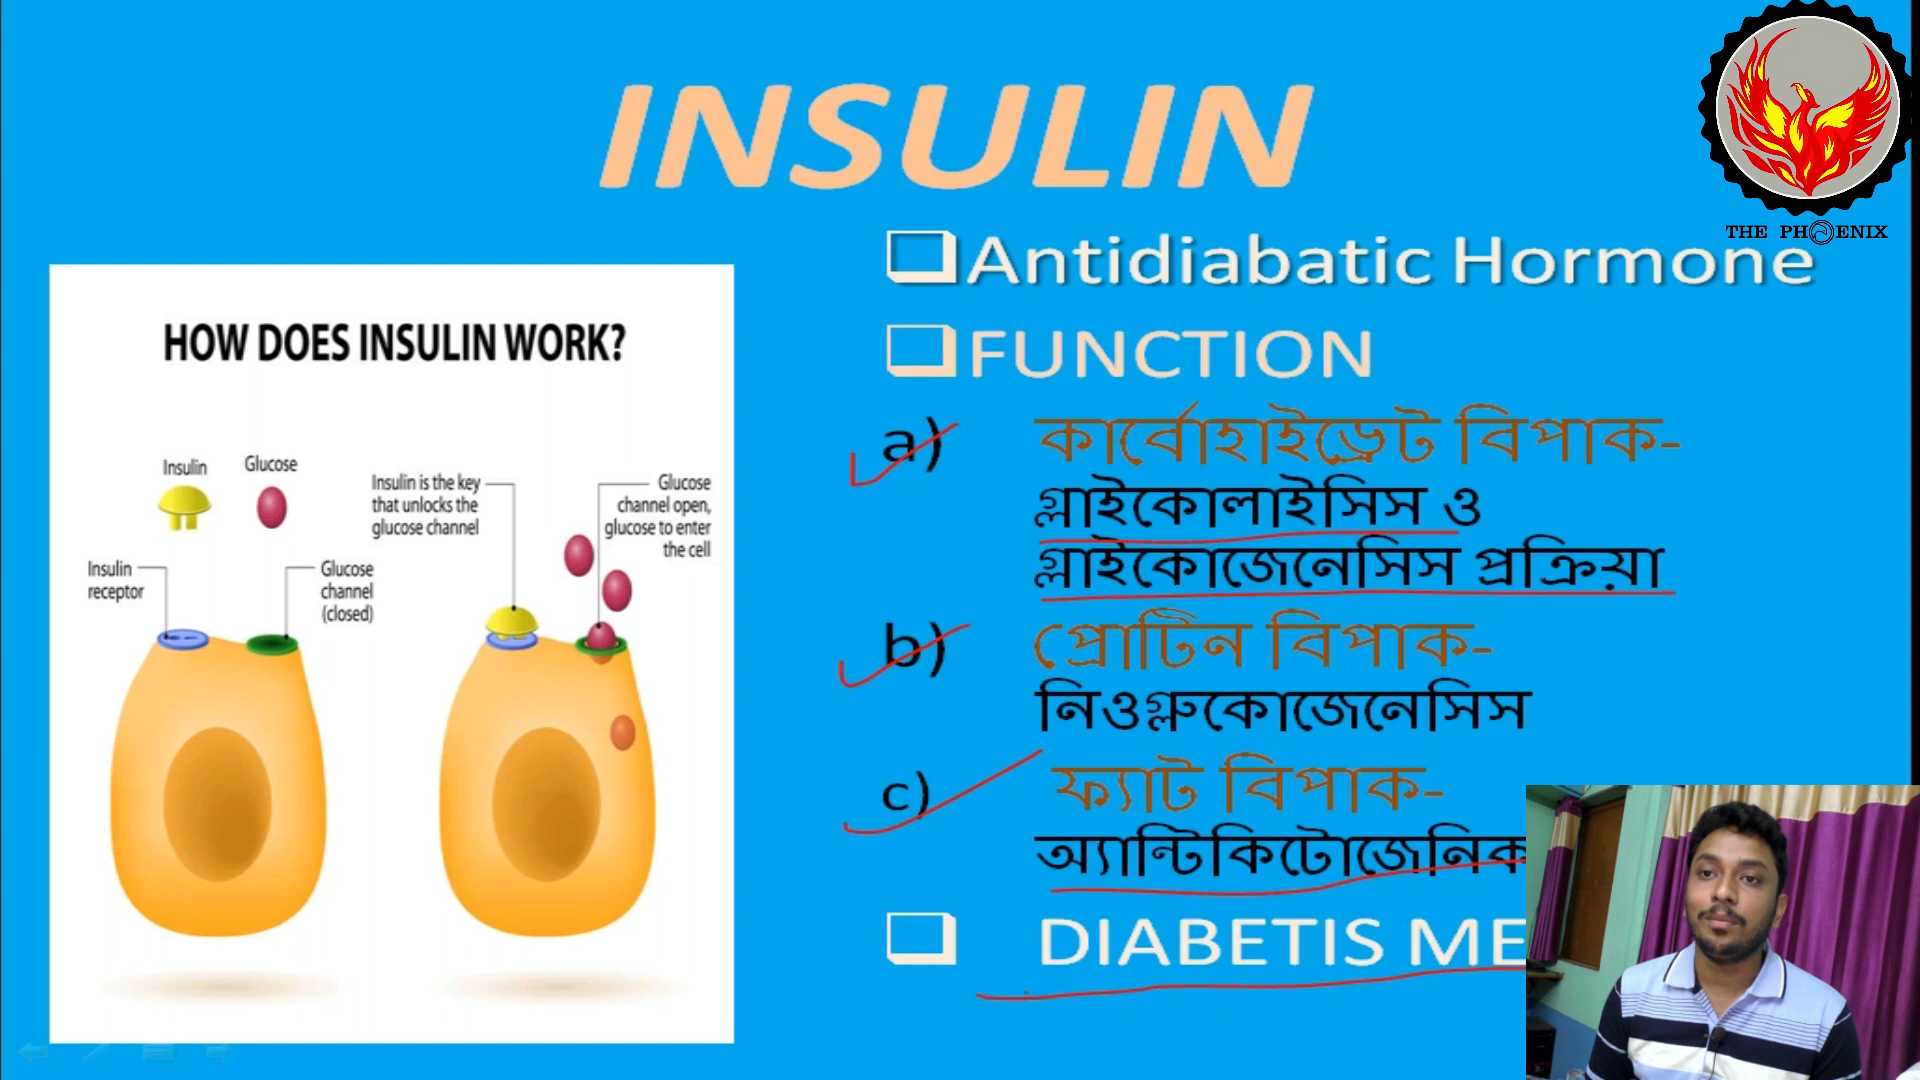 INSULIN
THE PHOENIX
Antidiabatic Hormone
FUNCTION
a) কার্বোহাইড্রেট বিপাক-
গ্লাইকোলাইসিস ও
গ্লাইকোজেনেসিস প্রক্রিয়া
b) প্রোটিন বিপাক-
নিওগ্লুকোজেনেসিস
c) ফ্যাট বিপাক-
অ্যান্টিকিটোজেনিক
DIABETIS ME
HOW DOES INSULIN WORK?
Insulin
Glucose
Insulin receptor
Glucose
channel
(closed)
Insulin is the key
that unlocks the
glucose channel
Glucose
channel open,
glucose to enter
the cell